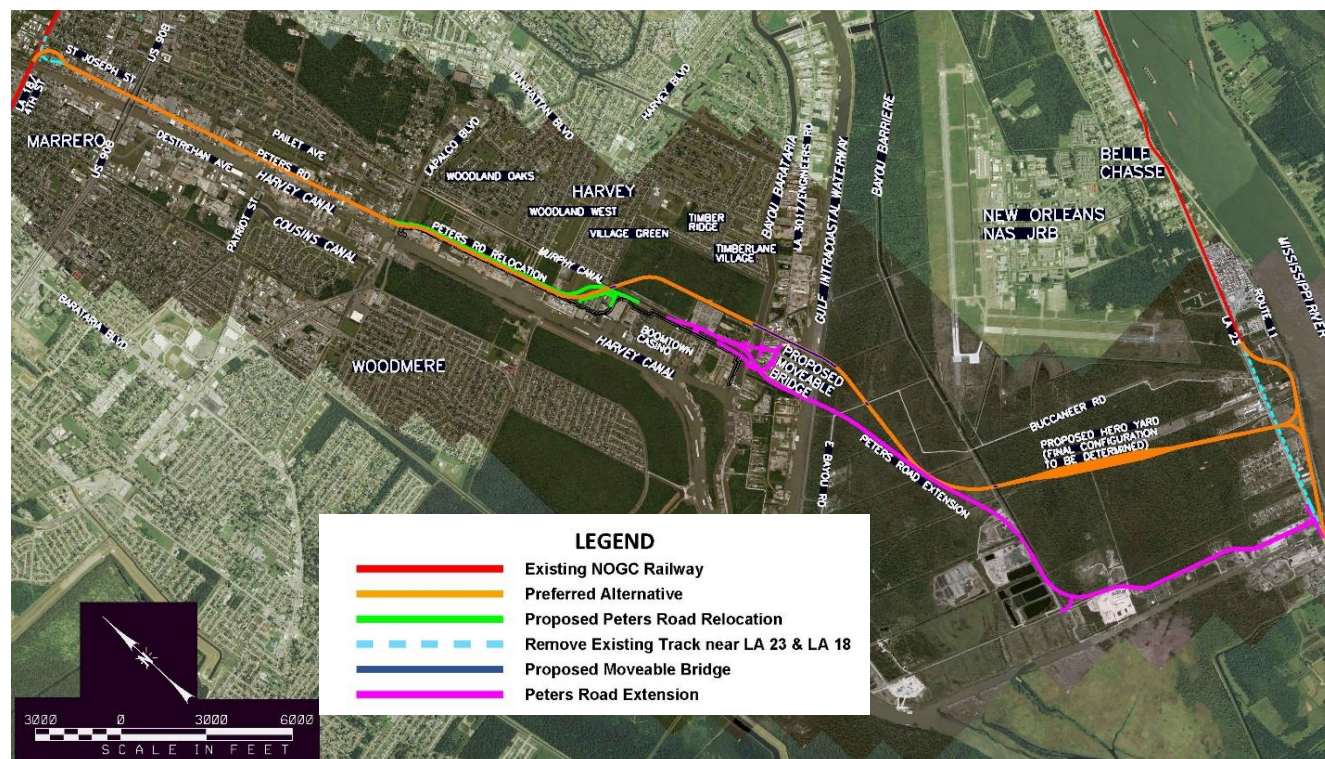 ST JOSEPH ST
US 90B
LA 18/
4TH ST
MARRERO
US 90B
DESTREHAN AVE
PAILET AVE
PETERS RD
HARVEY CANAL
PATRIOT ST
COUSINS CANAL
BARATARIA BLVD
LAPALCO BLVD
MANHATTAN BLVD
HARVEY BLVD
WOODLAND OAKS
HARVEY
WOODLAND WEST
VILLAGE GREEN
TIMBER
RIDGE
TIMBERLANE
VILLAGE
PETERS RD RELOCATION
MURPHY CANAL
BAYOU BARATARIA
LA 3017/ENGINEERS RD
GULF INTRACOASTAL WATERWAY
BAYOU BARRIERE
NEW ORLEANS
NAS JRB
BELLE
CHASSE
MISSISSIPPI RIVER
ROUTE 11
LA 23
WOODMERE
HARVEY CANAL
BOOMTOWN
CASINO
PROPOSED
MOVEABLE
BRIDGE
E BAYOU RD
PETERS ROAD EXTENSION
BUCCANEER RD
PROPOSED HERO YARD
(FINAL CONFIGURATION
TO BE DETERMINED)
LEGEND
Existing NOGC Railway
Preferred Alternative
Proposed Peters Road Relocation
Remove Existing Track near LA 23 & LA 18
Proposed Moveable Bridge
Peters Road Extension
3000 0 3000 6000
SCALE IN FEET